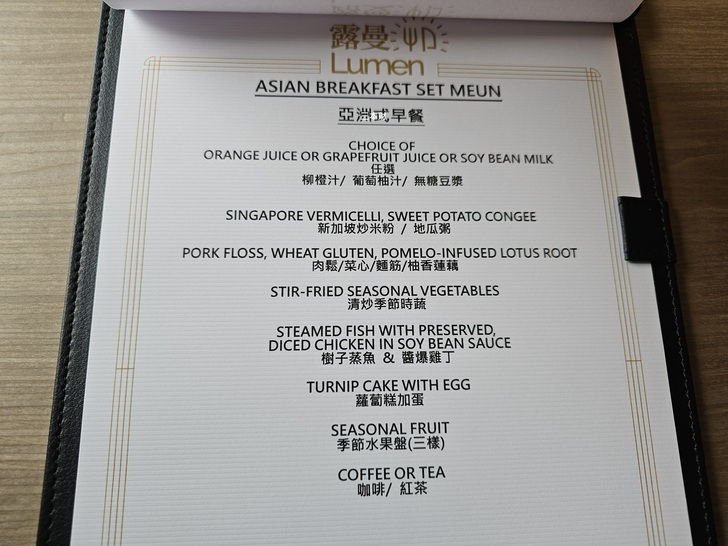 露曼
Lumen
ASIAN BREAKFAST SET MEUN
亞洲式早餐
CHOICE OF
ORANGE JUICE OR GRAPEFRUIT JUICE OR SOY BEAN MILK
任選
柳橙汁/ 葡萄柚汁/ 無糖豆漿
SINGAPORE VERMICELLI, SWEET POTATO CONGEE
新加坡炒米粉 / 地瓜粥
PORK FLOSS, WHEAT GLUTEN, POMELO-INFUSED LOTUS ROOT
肉鬆/菜心/麵筋/柚香蓮藕
STIR-FRIED SEASONAL VEGETABLES
清炒季節時蔬
STEAMED FISH WITH PRESERVED,
DICED CHICKEN IN SOY BEAN SAUCE
樹子蒸魚 & 醬爆雞丁
TURNIP CAKE WITH EGG
蘿蔔糕加蛋
SEASONAL FRUIT
季節水果盤(三樣)
COFFEE OR TEA
咖啡/ 紅茶